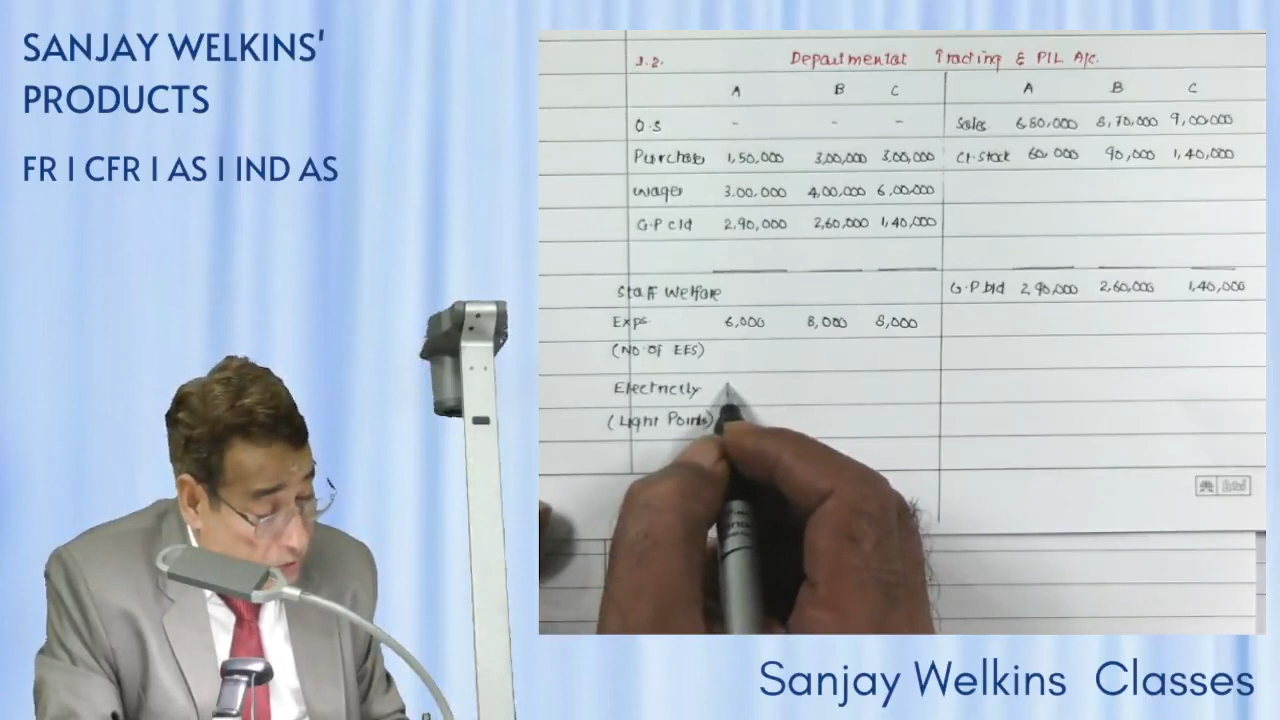 SANJAY WELKINS'
PRODUCTS
FR I CFR I AS I IND AS
1.2. Departmental Trading & P/L A/c.
A B C A B C
O.S - - - Sales 6,80,000 8,70,000 9,00,000
Purchases 1,50,000 3,00,000 3,00,000 Cl. Stock 60,000 90,000 1,40,000
Wages 3,00,000 4,00,000 6,00,000
G.P c/d 2,90,000 2,60,000 1,40,000
Staff Welfare G.P b/d 2,90,000 2,60,000 1,40,000
Exps. 6,000 8,000 8,000
(No. of EES)
Electrictly
(Light Points)
Sanjay Welkins Classes